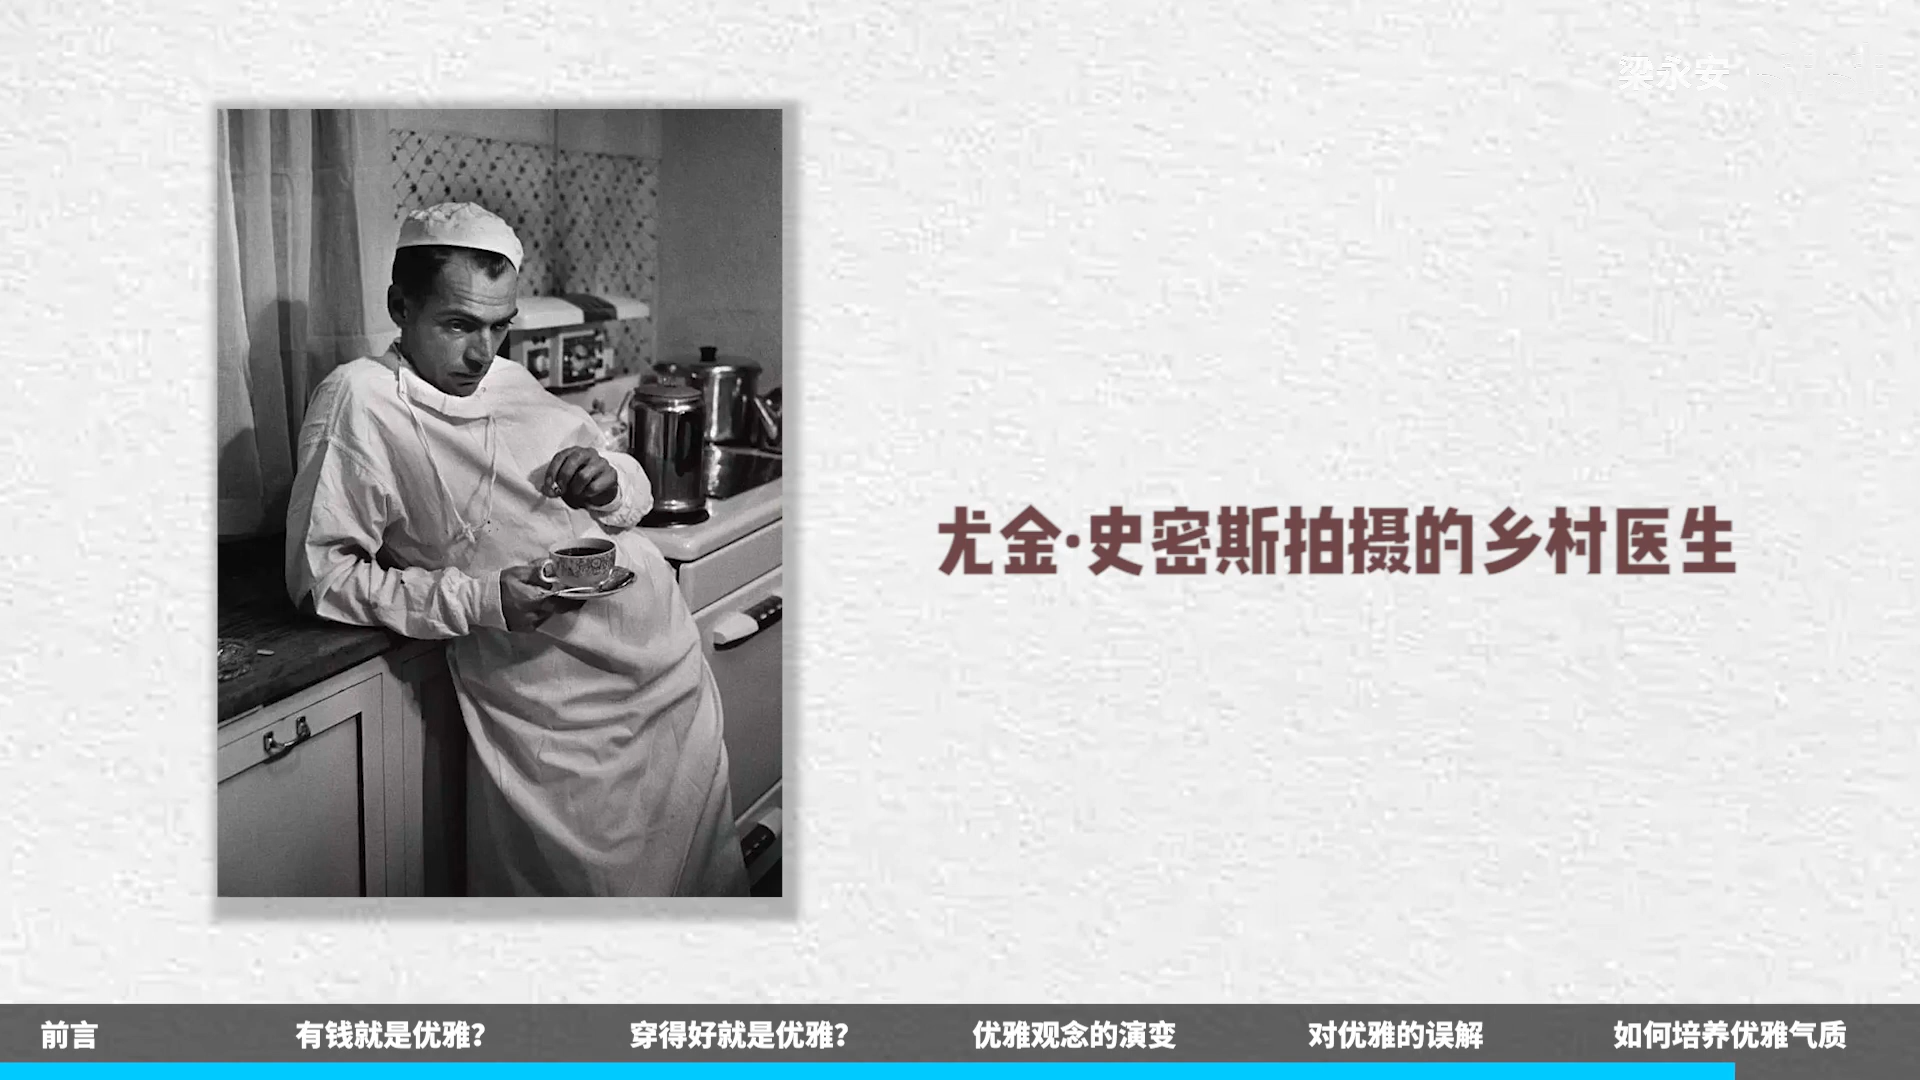 梁永安
尤金·史密斯拍摄的乡村医生
前言
有钱就是优雅？
穿得好就是优雅？
优雅观念的演变
对优雅的误解
如何培养优雅气质